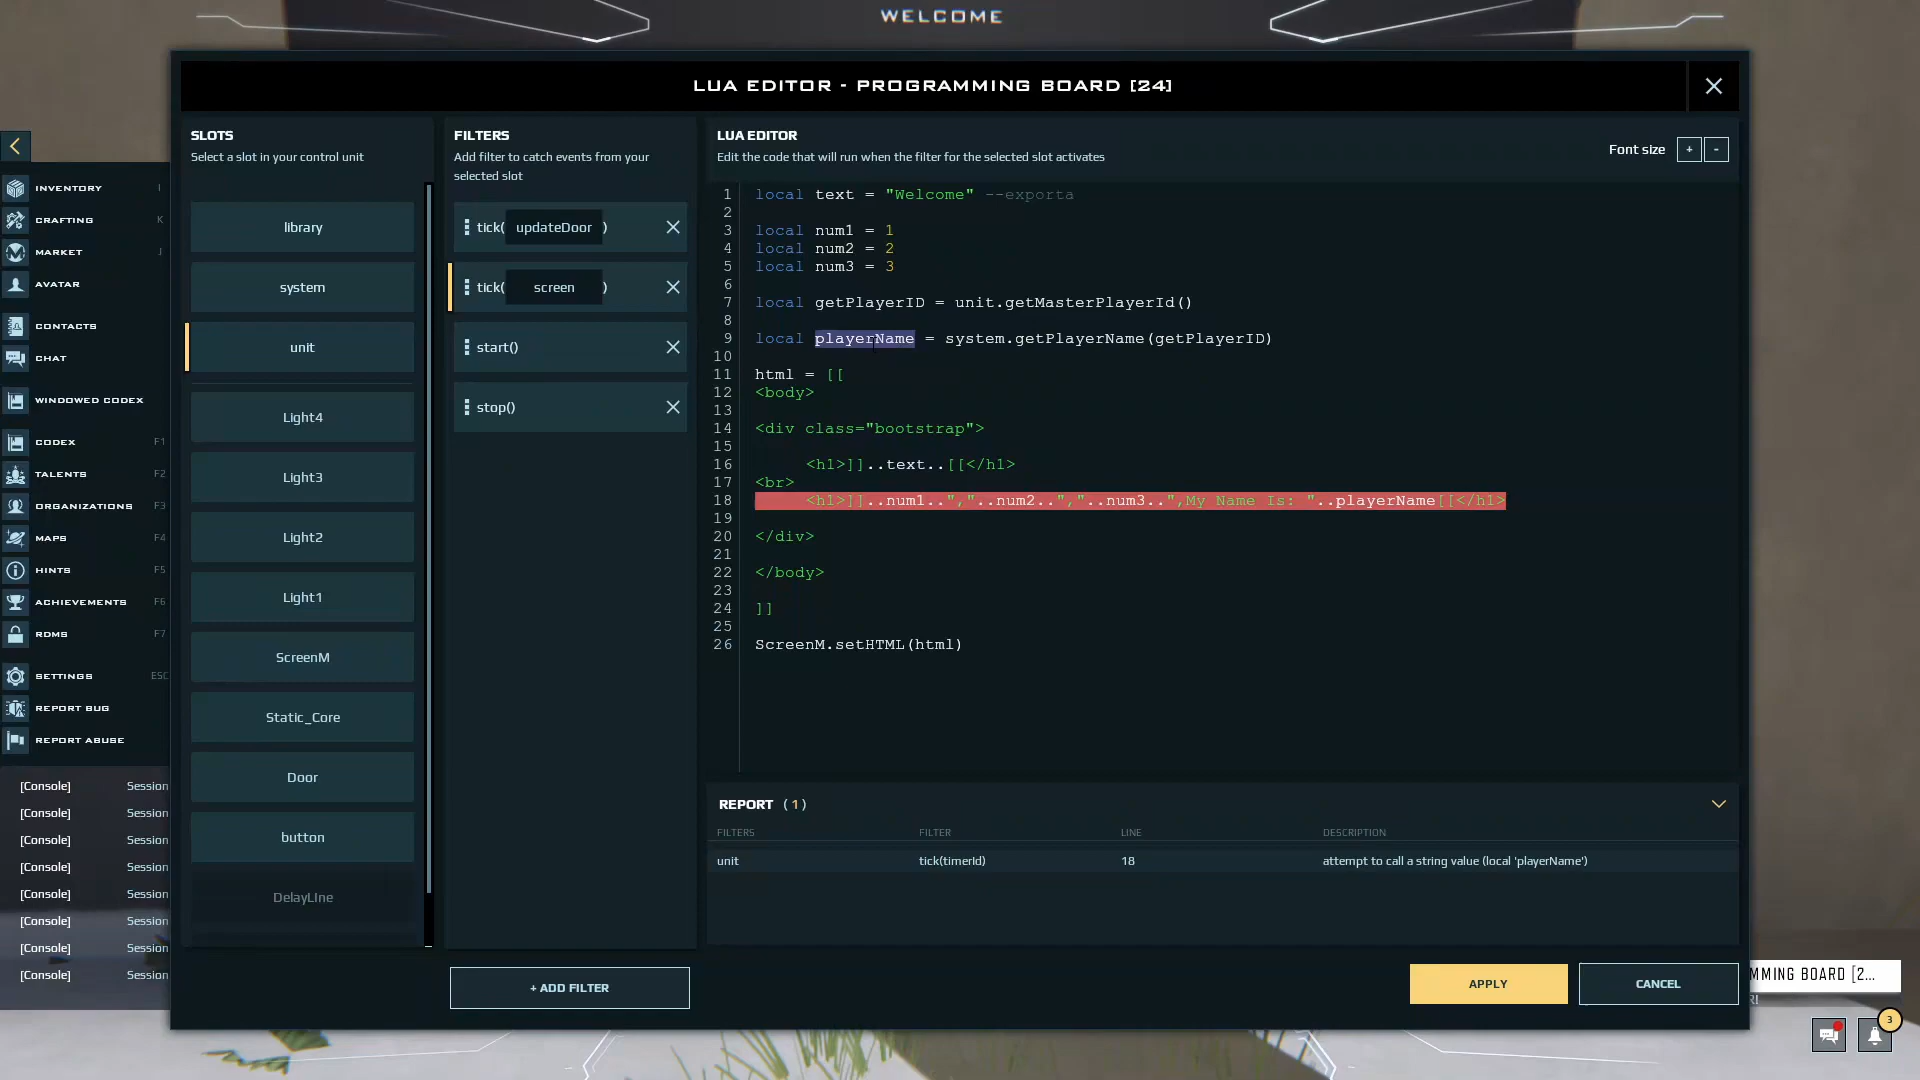 WELCOME
LUA EDITOR - PROGRAMMING BOARD [24]
SLOTS
Select a slot in your control unit
library
system
unit
Light4
Light3
Light2
Light1
ScreenM
Static_Core
Door
button
DelayLIne
FILTERS
Add filter to catch events from your
selected slot
tick( updateDoor )
tick( screen )
start()
stop()
+ ADD FILTER
LUA EDITOR
Edit the code that will run when the filter for the selected slot activates
Font size + -
1 local text = "Welcome" --exporta
2
3 local num1 = 1
4 local num2 = 2
5 local num3 = 3
6
7 local getPlayerID = unit.getMasterPlayerId()
8
9 local playerName = system.getPlayerName(getPlayerID)
10
11 html = [[
12 <body>
13
14 <div class="bootstrap">
15
16 <h1>]]..text..[[</h1>
17 <br>
18 <h1>]]..num1..","..num2..","..num3..",My Name Is: "..playerName[[</h1>
19
20 </div>
21
22 </body>
23
24 ]]
25
26 ScreenM.setHTML(html)
REPORT (1)
FILTERS FILTER LINE DESCRIPTION
unit tick(timerId) 18 attempt to call a string value (local 'playerName')
APPLY
CANCEL
INVENTORY I
CRAFTING K
MARKET J
AVATAR
CONTACTS
CHAT
WINDOWED CODEX
CODEX F1
TALENTS F2
ORGANIZATIONS F3
MAPS F4
HINTS F5
ACHIEVEMENTS F6
RDMS F7
SETTINGS ESC
REPORT BUG
REPORT ABUSE
[Console] Session
[Console] Session
[Console] Session
[Console] Session
[Console] Session
[Console] Session
[Console] Session
[Console] Session
MMING BOARD [2...
3